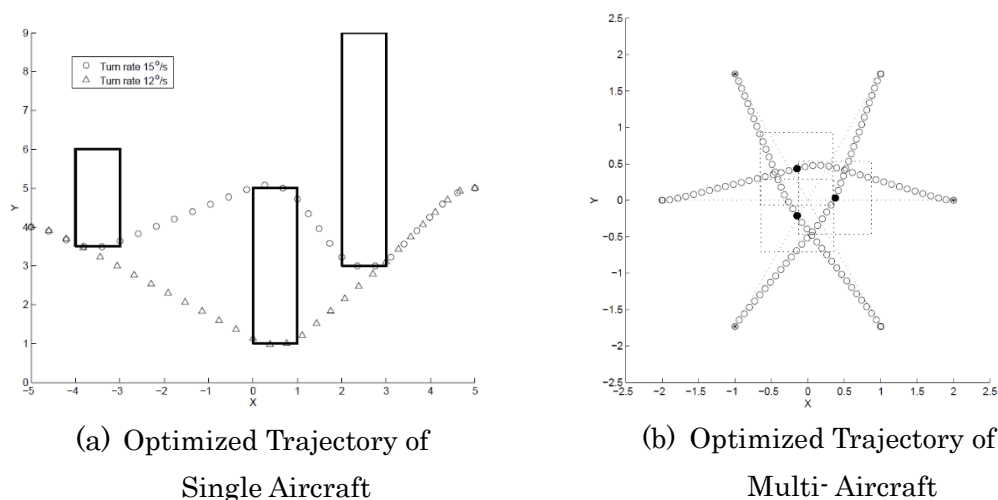 9
8
7
6
5
4
3
2
1
0
Y
Turn rate 15°/s
Turn rate 12°/s
−5 −4 −3 −2 −1 0 1 2 3 4 5
X
(a) Optimized Trajectory of
Single Aircraft
2.5
2
1.5
1
0.5
0
−0.5
−1
−1.5
−2
−2.5
Y
−2.5 −2 −1.5 −1 −0.5 0 0.5 1 1.5 2 2.5
X
(b) Optimized Trajectory of
Multi- Aircraft